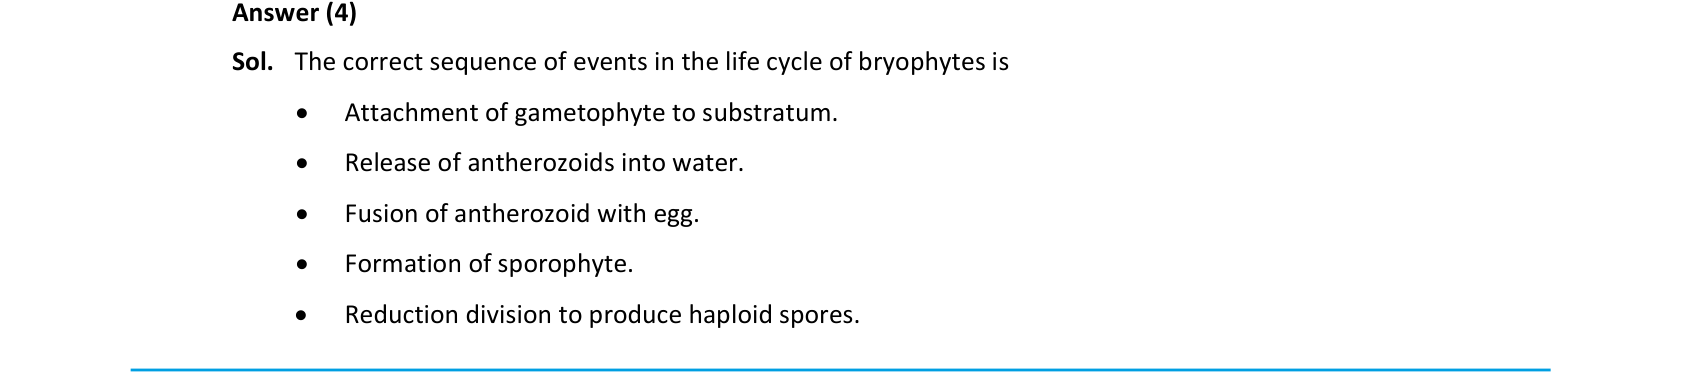 Answer (4)
Sol. The correct sequence of events in the life cycle of bryophytes is
• Attachment of gametophyte to substratum.
• Release of antherozoids into water.
• Fusion of antherozoid with egg.
• Formation of sporophyte.
• Reduction division to produce haploid spores.